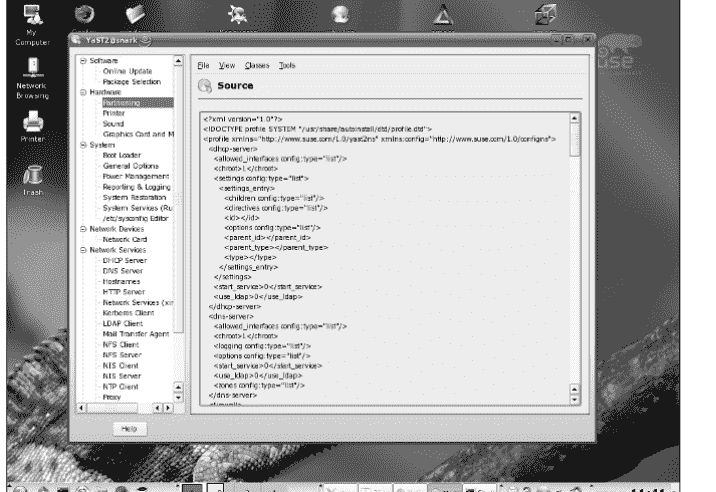 My
Computer
Network
Browsing
Printer
Trash
YaST2@snark
Software
Online Update
Package Selection
Hardware
Partitioning
Printer
Sound
Graphics Card and M
System
Boot Loader
General Options
Power Management
Reporting & Logging
System Restoration
System Services (Ru
/etc/sysconfig Editor
Network Devices
Network Card
Network Services
DHCP Server
DNS Server
Hostnames
HTTP Server
Network Services (xin
Kerberos Client
LDAP Client
Mail Transfer Agent
NFS Client
NFS Server
NIS Client
NIS Server
NTP Client
Proxy
Help
File View Classes Tools
Source
<?xml version="1.0"?>
<!DOCTYPE profile SYSTEM "/usr/share/autoinstall/dtd/profile.dtd">
<profile xmlns="http://www.suse.com/1.0/yast2ns" xmlns:config="http://www.suse.com/1.0/configns">
<dhcp-server>
<allowed_interfaces config:type="list"/>
<chroot>1</chroot>
<settings config:type="list">
<settings_entry>
<children config:type="list"/>
<directives config:type="list"/>
<id></id>
<options config:type="list"/>
<parent_id></parent_id>
<parent_type></parent_type>
<type></type>
</settings_entry>
</settings>
<start_service>0</start_service>
<use_ldap>0</use_ldap>
</dhcp-server>
<dns-server>
<allowed_interfaces config:type="list"/>
<chroot>1</chroot>
<logging config:type="list"/>
<options config:type="list"/>
<start_service>0</start_service>
<use_ldap>0</use_ldap>
<zones config:type="list"/>
</dns-server>
suse